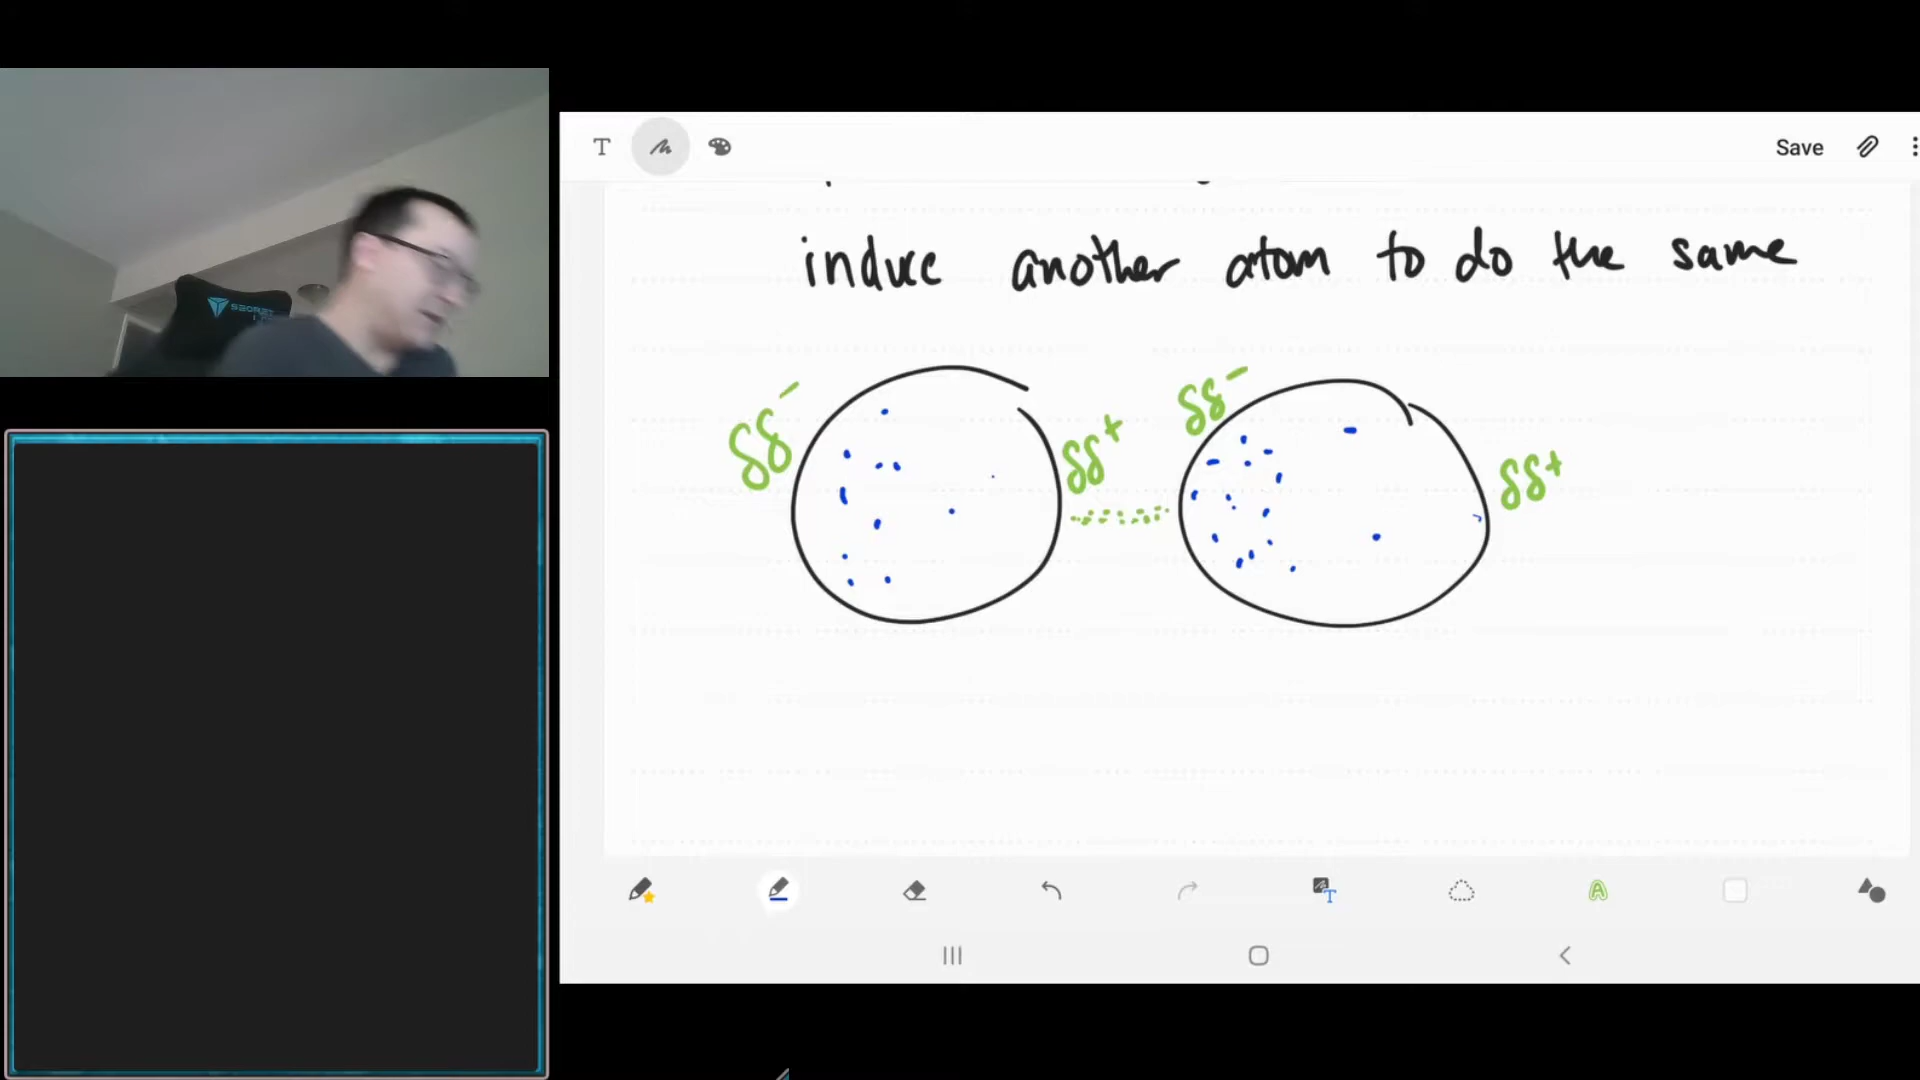 T Save
induce another atom to do the same
δδ⁻ δδ⁺ δδ⁻ δδ⁺
T A